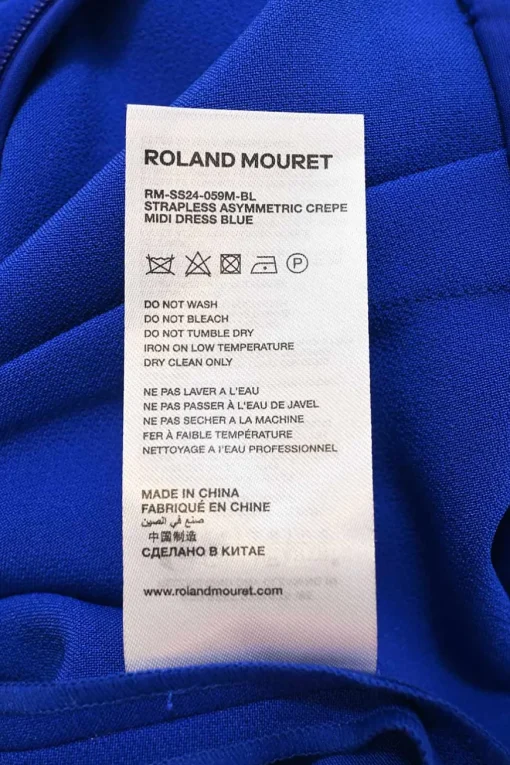 ROLAND MOURET
RM-SS24-059M-BL
STRAPLESS ASYMMETRIC CREPE
MIDI DRESS BLUE
P
DO NOT WASH
DO NOT BLEACH
DO NOT TUMBLE DRY
IRON ON LOW TEMPERATURE
DRY CLEAN ONLY
NE PAS LAVER A L'EAU
NE PAS PASSER À L'EAU DE JAVEL
NE PAS SECHER A LA MACHINE
FER À FAIBLE TEMPÉRATURE
NETTOYAGE A l'EAU PROFESSIONNEL
MADE IN CHINA
FABRIQUÉ EN CHINE
صنع في الصين
中国制造
СДЕЛАНО В КИТАЕ
www.rolandmouret.com